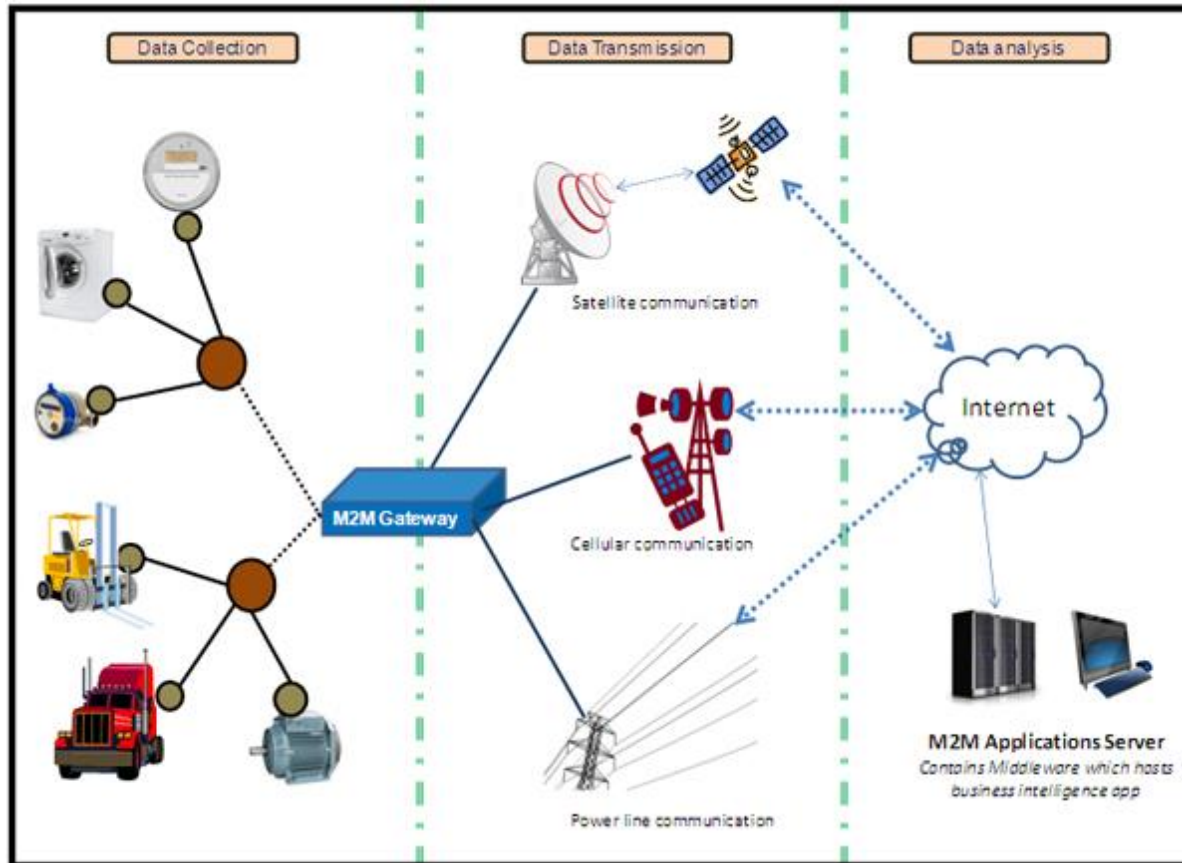 Data Collection
Data Transmission
Data analysis
Satellite communication
Internet
M2M Gateway
Cellular communication
Power line communication
M2M Applications Server
Contains Middleware which hosts
business intelligence app